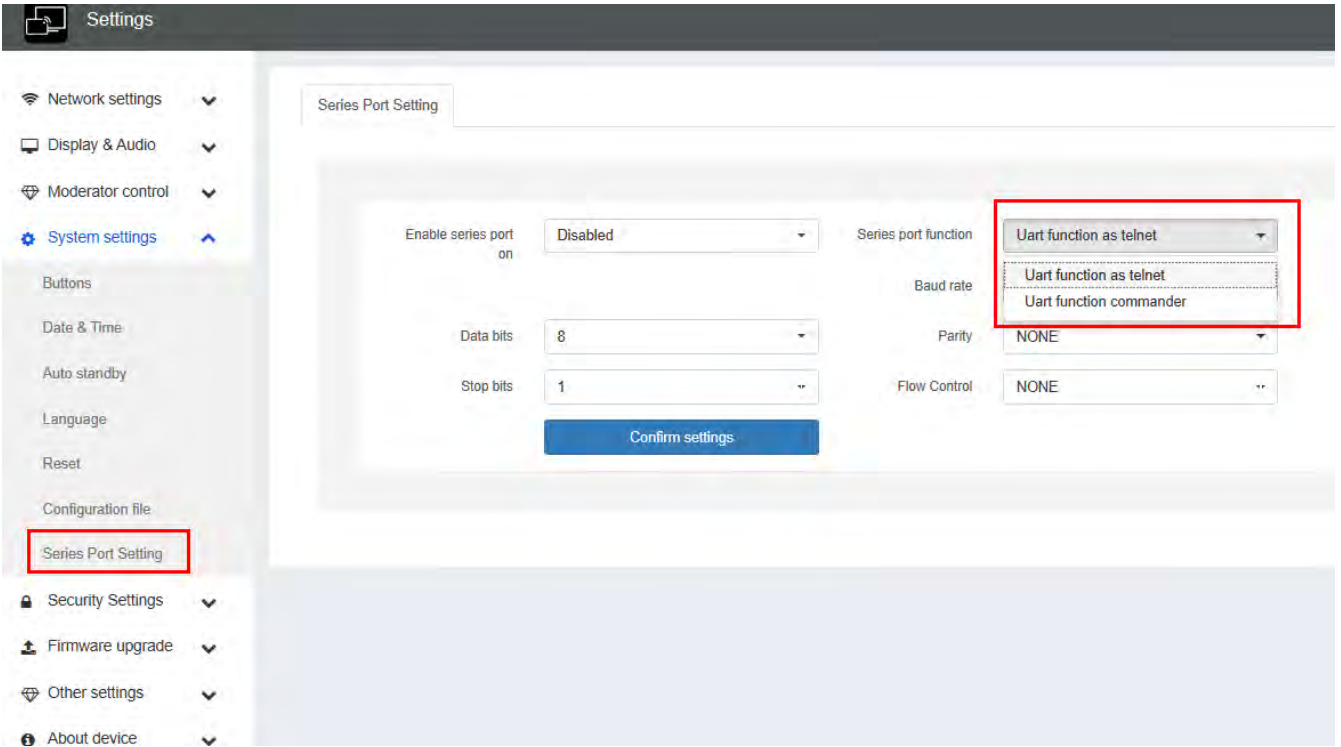 Settings
Network settings
Display & Audio
Moderator control
System settings
Buttons
Date & Time
Auto standby
Language
Reset
Configuration file
Series Port Setting
Security Settings
Firmware upgrade
Other settings
About device
Series Port Setting
Enable series port
on
Disabled
Series port function
Uart function as telnet
Uart function as telnet
Uart function commander
Baud rate
Data bits
8
Parity
NONE
Stop bits
1
Flow Control
NONE
Confirm settings